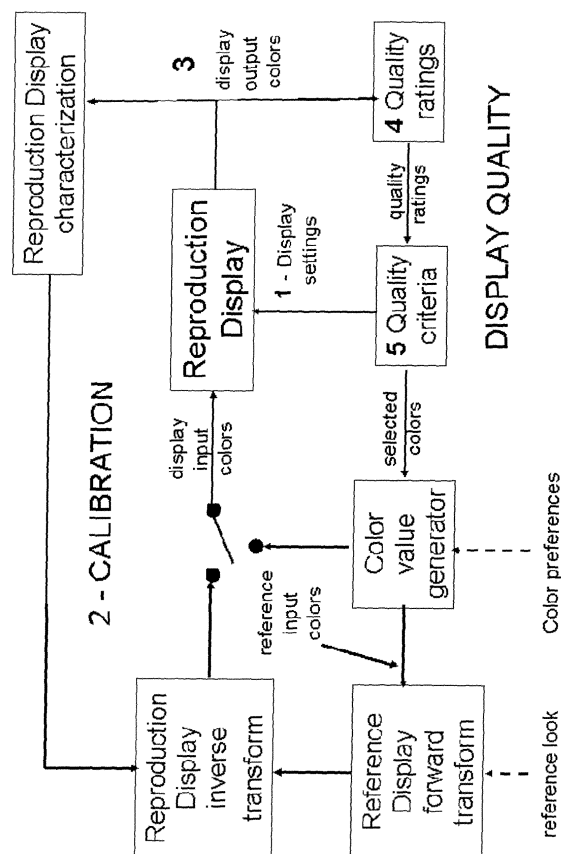 Reproduction Display
characterization
2 - CALIBRATION
3
display
output
colors
Reproduction
Display
inverse
transform
display
input
colors
Reproduction
Display
reference
input
colors
1 - Display
settings
4 Quality
ratings
quality
ratings
5 Quality
criteria
selected
colors
Color
value
generator
Reference
Display
forward
transform
DISPLAY QUALITY
reference look
Color preferences